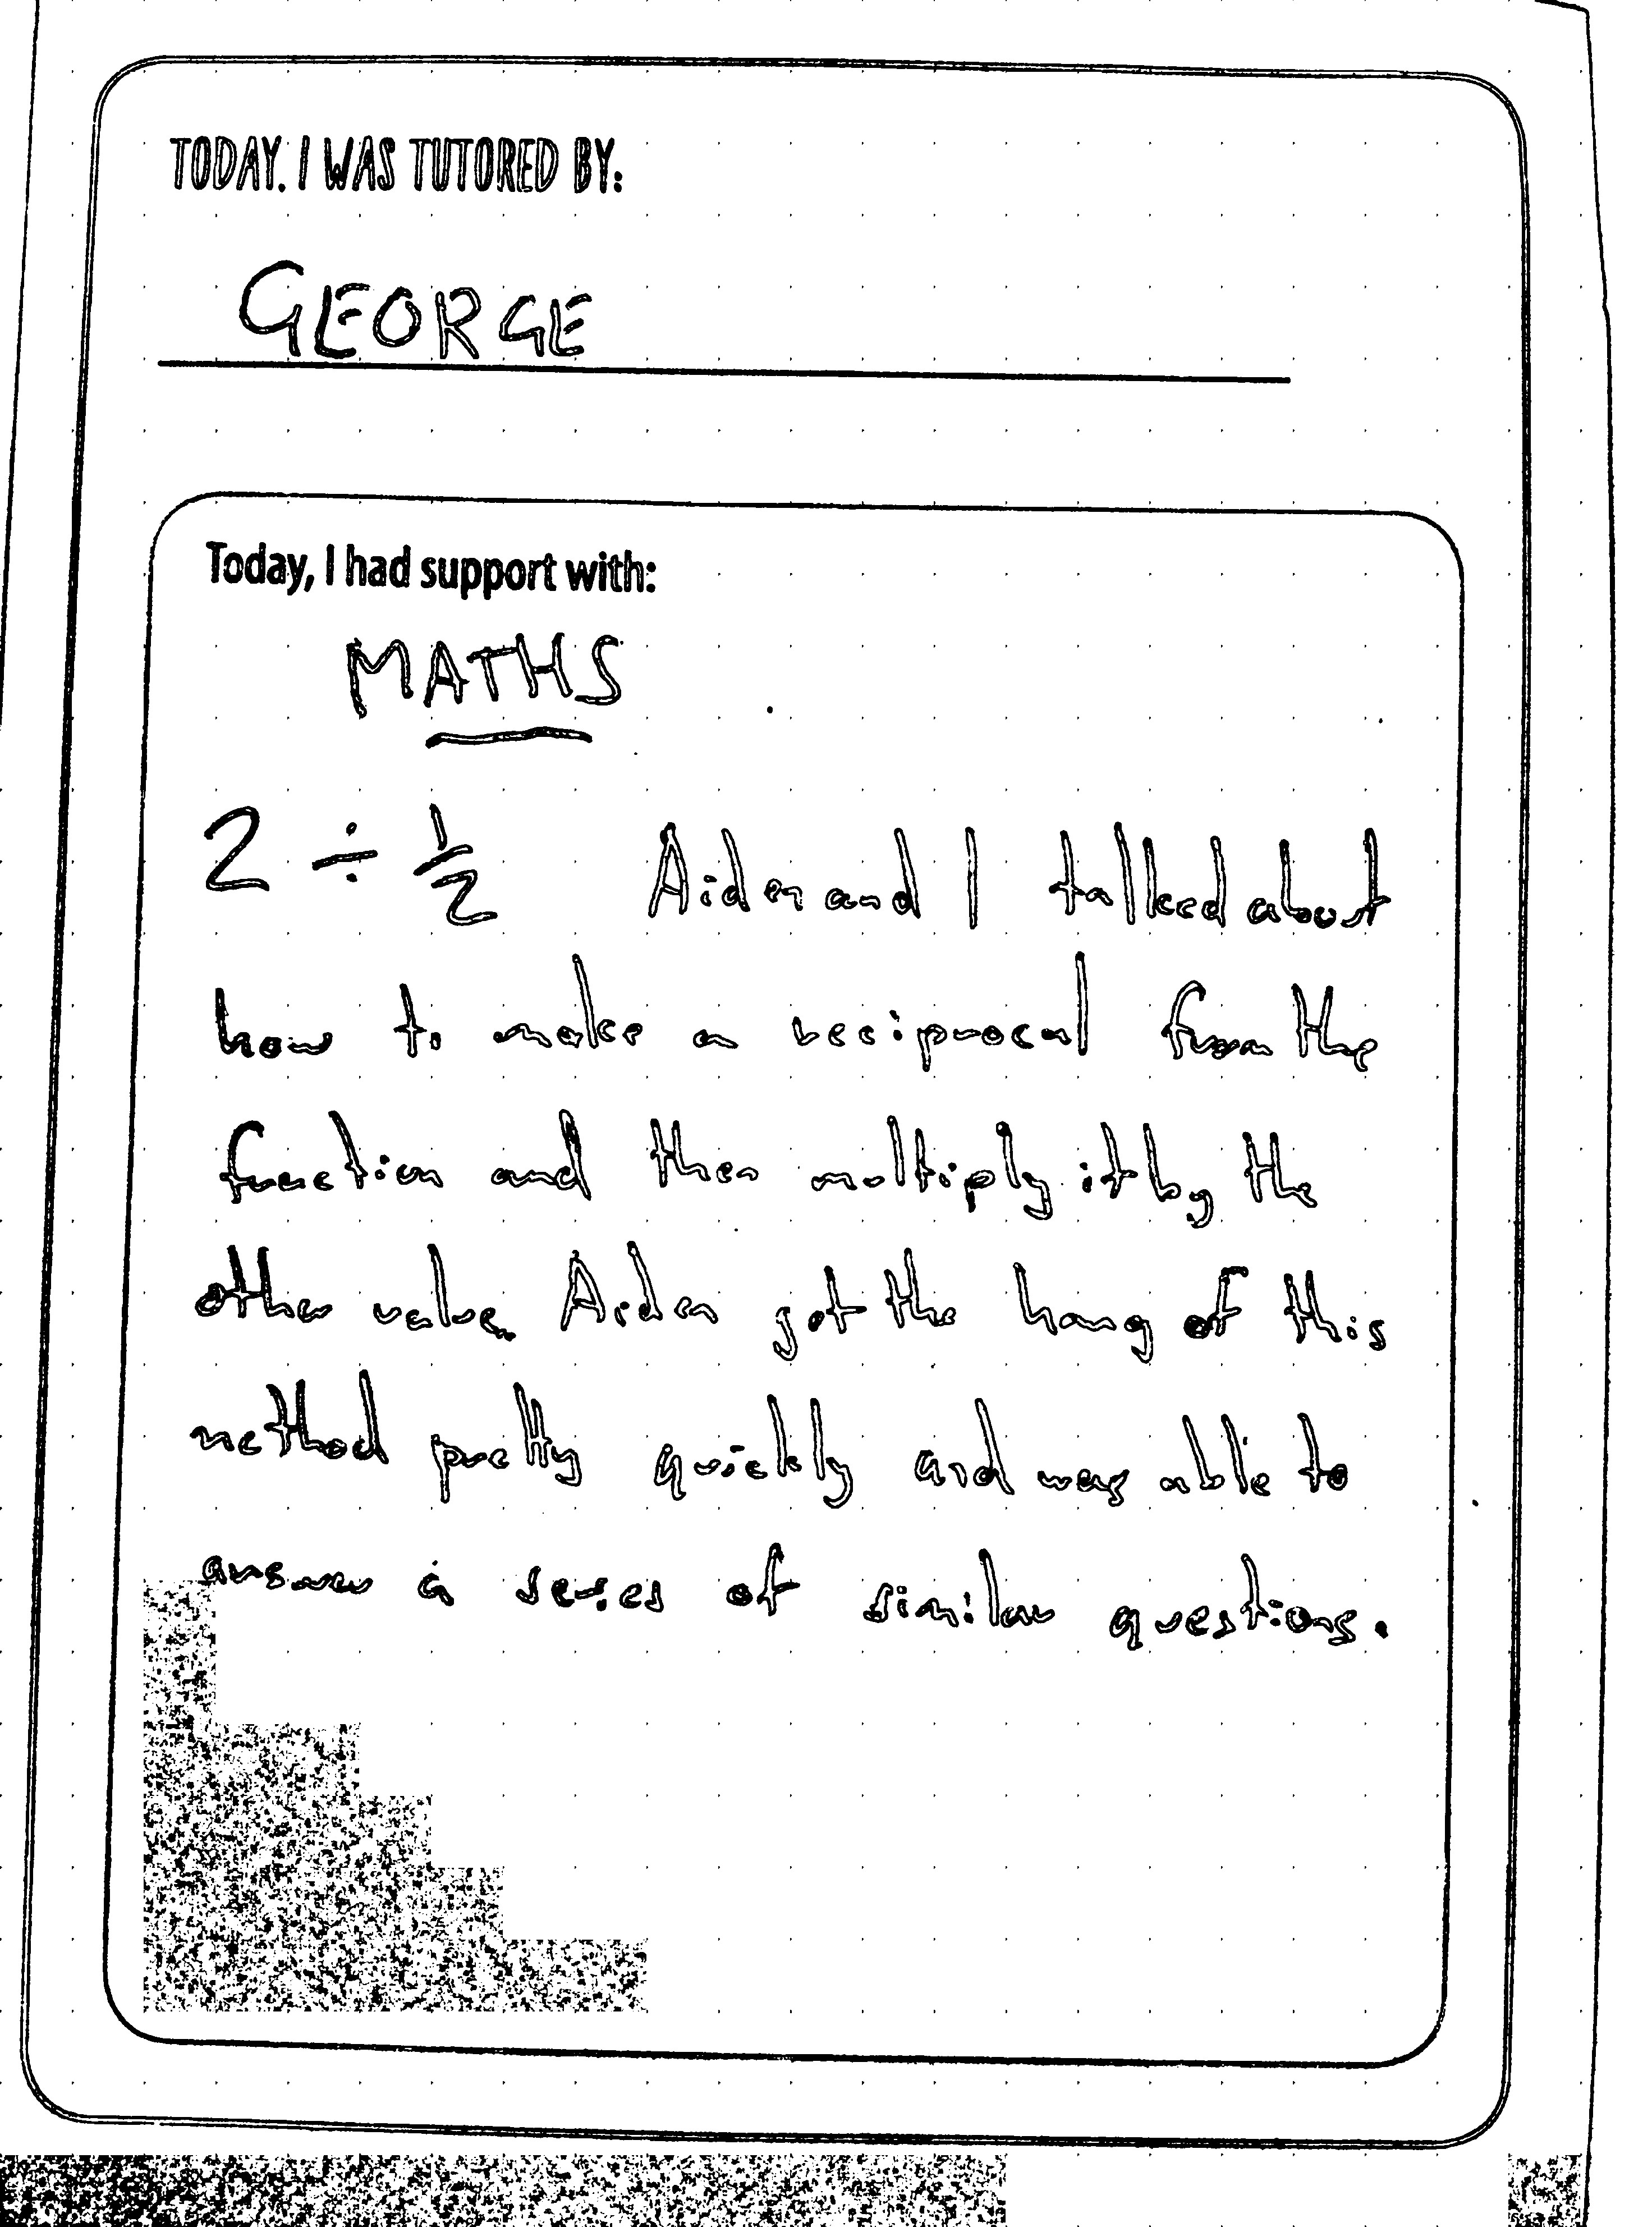 TODAY, I WAS TUTORED BY:
GEORGE
Today, I had support with:
MATHS
2 ÷ 1/2 Aiden and I talked about
how to make a reciprocal from the
fraction and then multiply it by the
other value. Aiden got the hang of this
method pretty quickly and was able to
answer a series of similar questions.